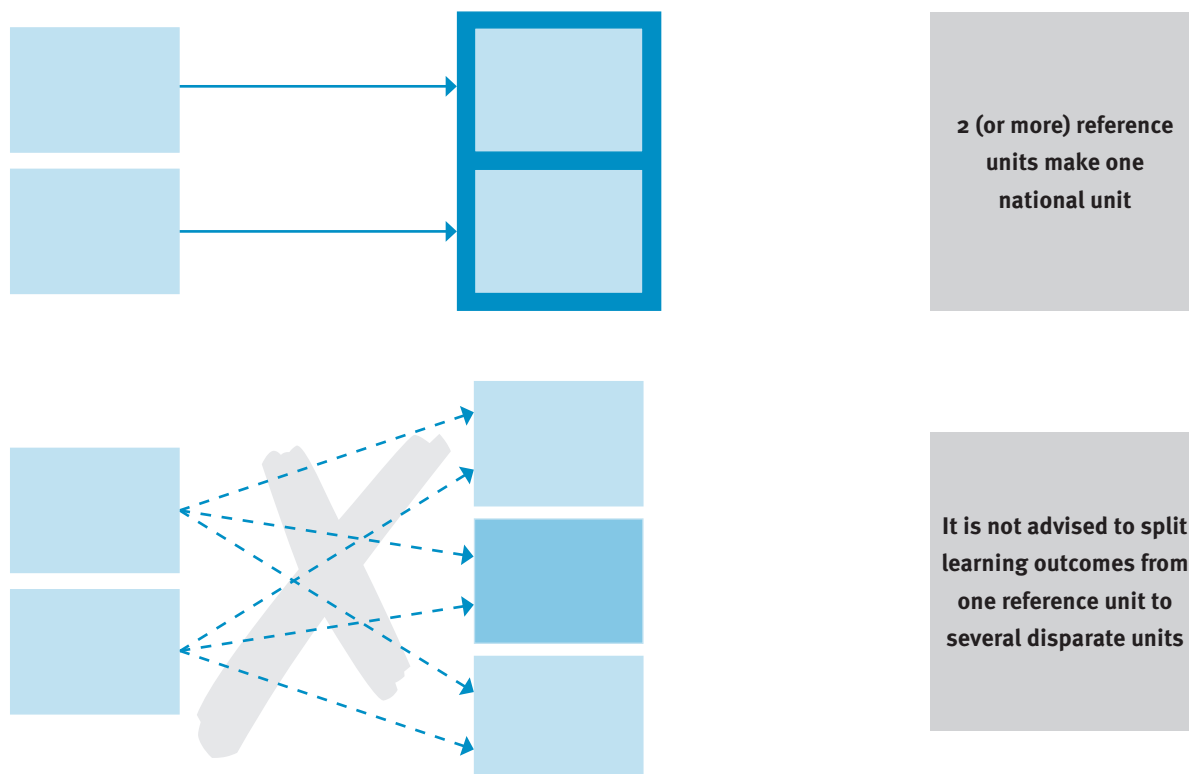 2 (or more) reference
units make one
national unit
It is not advised to split
learning outcomes from
one reference unit to
several disparate units